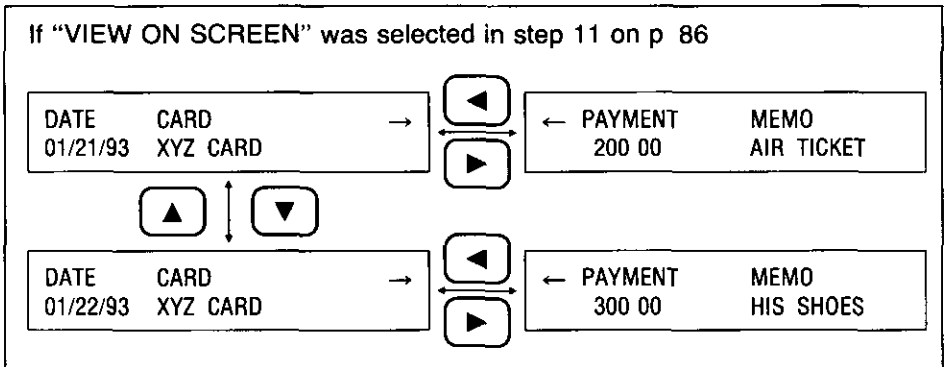 If “VIEW ON SCREEN” was selected in step 11 on p 86
DATE CARD → ← PAYMENT MEMO
01/21/93 XYZ CARD 200 00 AIR TICKET
DATE CARD → ← PAYMENT MEMO
01/22/93 XYZ CARD 300 00 HIS SHOES